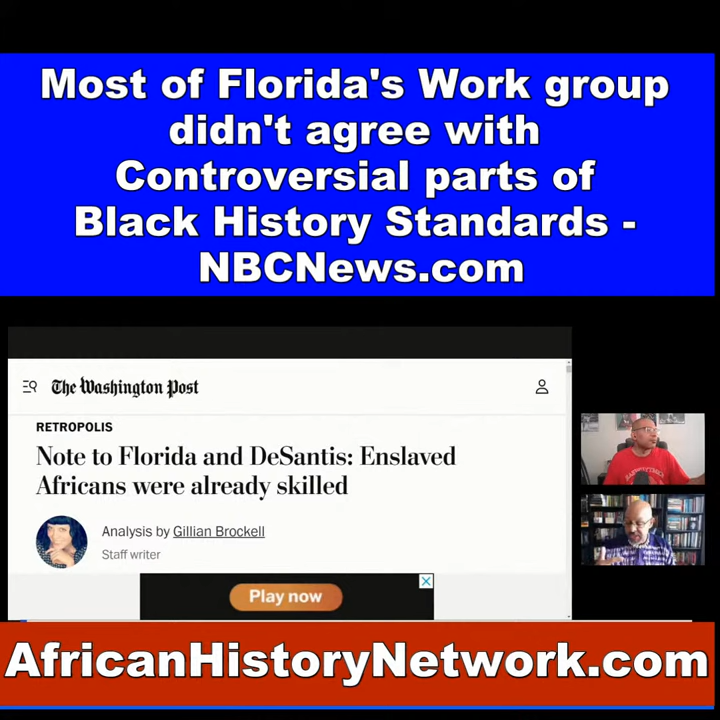 Most of Florida's Work group
didn't agree with
Controversial parts of
Black History Standards -
NBCNews.com
The Washington Post
RETROPOLIS
Note to Florida and DeSantis: Enslaved
Africans were already skilled
Analysis by Gillian Brockell
Staff writer
Play now
AfricanHistoryNetwork.com